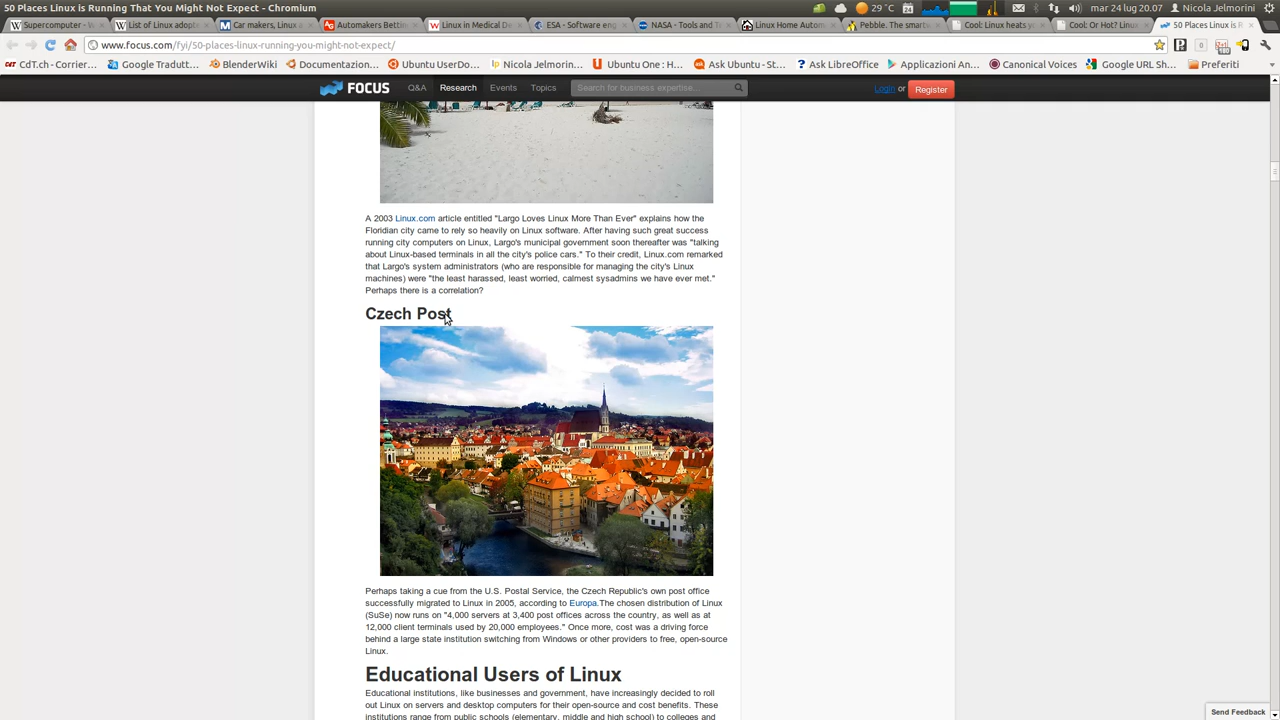 50 Places Linux is Running That You Might Not Expect - Chromium
29 °C
mar 24 lug 20.07
Nicola Jelmorini
Supercomputer - W
List of Linux adopte
Car makers, Linux a
Automakers Bettin
Linux in Medical De
ESA - Software eng
NASA - Tools and Te
Linux Home Autom
Pebble. The smart
Cool: Linux heats y
Cool: Or Hot? Linux
50 Places Linux is R
www.focus.com/fyi/50-places-linux-running-you-might-not-expect/
CdT.ch - Corrier...
Google Tradutt...
BlenderWiki
Documentazion...
Ubuntu UserDo...
Nicola Jelmorin...
Ubuntu One : H...
Ask Ubuntu - St...
Ask LibreOffice
Applicazioni An...
Canonical Voices
Google URL Sh...
Preferiti
FOCUS
Q&A
Research
Events
Topics
Search for business expertise...
Login or
Register
A 2003 Linux.com article entitled "Largo Loves Linux More Than Ever" explains how the
Floridian city came to rely so heavily on Linux software. After having such great success
running city computers on Linux, Largo's municipal government soon thereafter was "talking
about Linux-based terminals in all the city's police cars." To their credit, Linux.com remarked
that Largo's system administrators (who are responsible for managing the city's Linux
machines) were "the least harassed, least worried, calmest sysadmins we have ever met."
Perhaps there is a correlation?
Czech Post
Perhaps taking a cue from the U.S. Postal Service, the Czech Republic's own post office
successfully migrated to Linux in 2005, according to Europa.The chosen distribution of Linux
(SuSe) now runs on "4,000 servers at 3,400 post offices across the country, as well as at
12,000 client terminals used by 20,000 employees." Once more, cost was a driving force
behind a large state institution switching from Windows or other providers to free, open-source
Linux.
Educational Users of Linux
Educational institutions, like businesses and government, have increasingly decided to roll
out Linux on servers and desktop computers for their open-source and cost benefits. These
institutions range from public schools (elementary, middle and high school) to colleges and
Send Feedback